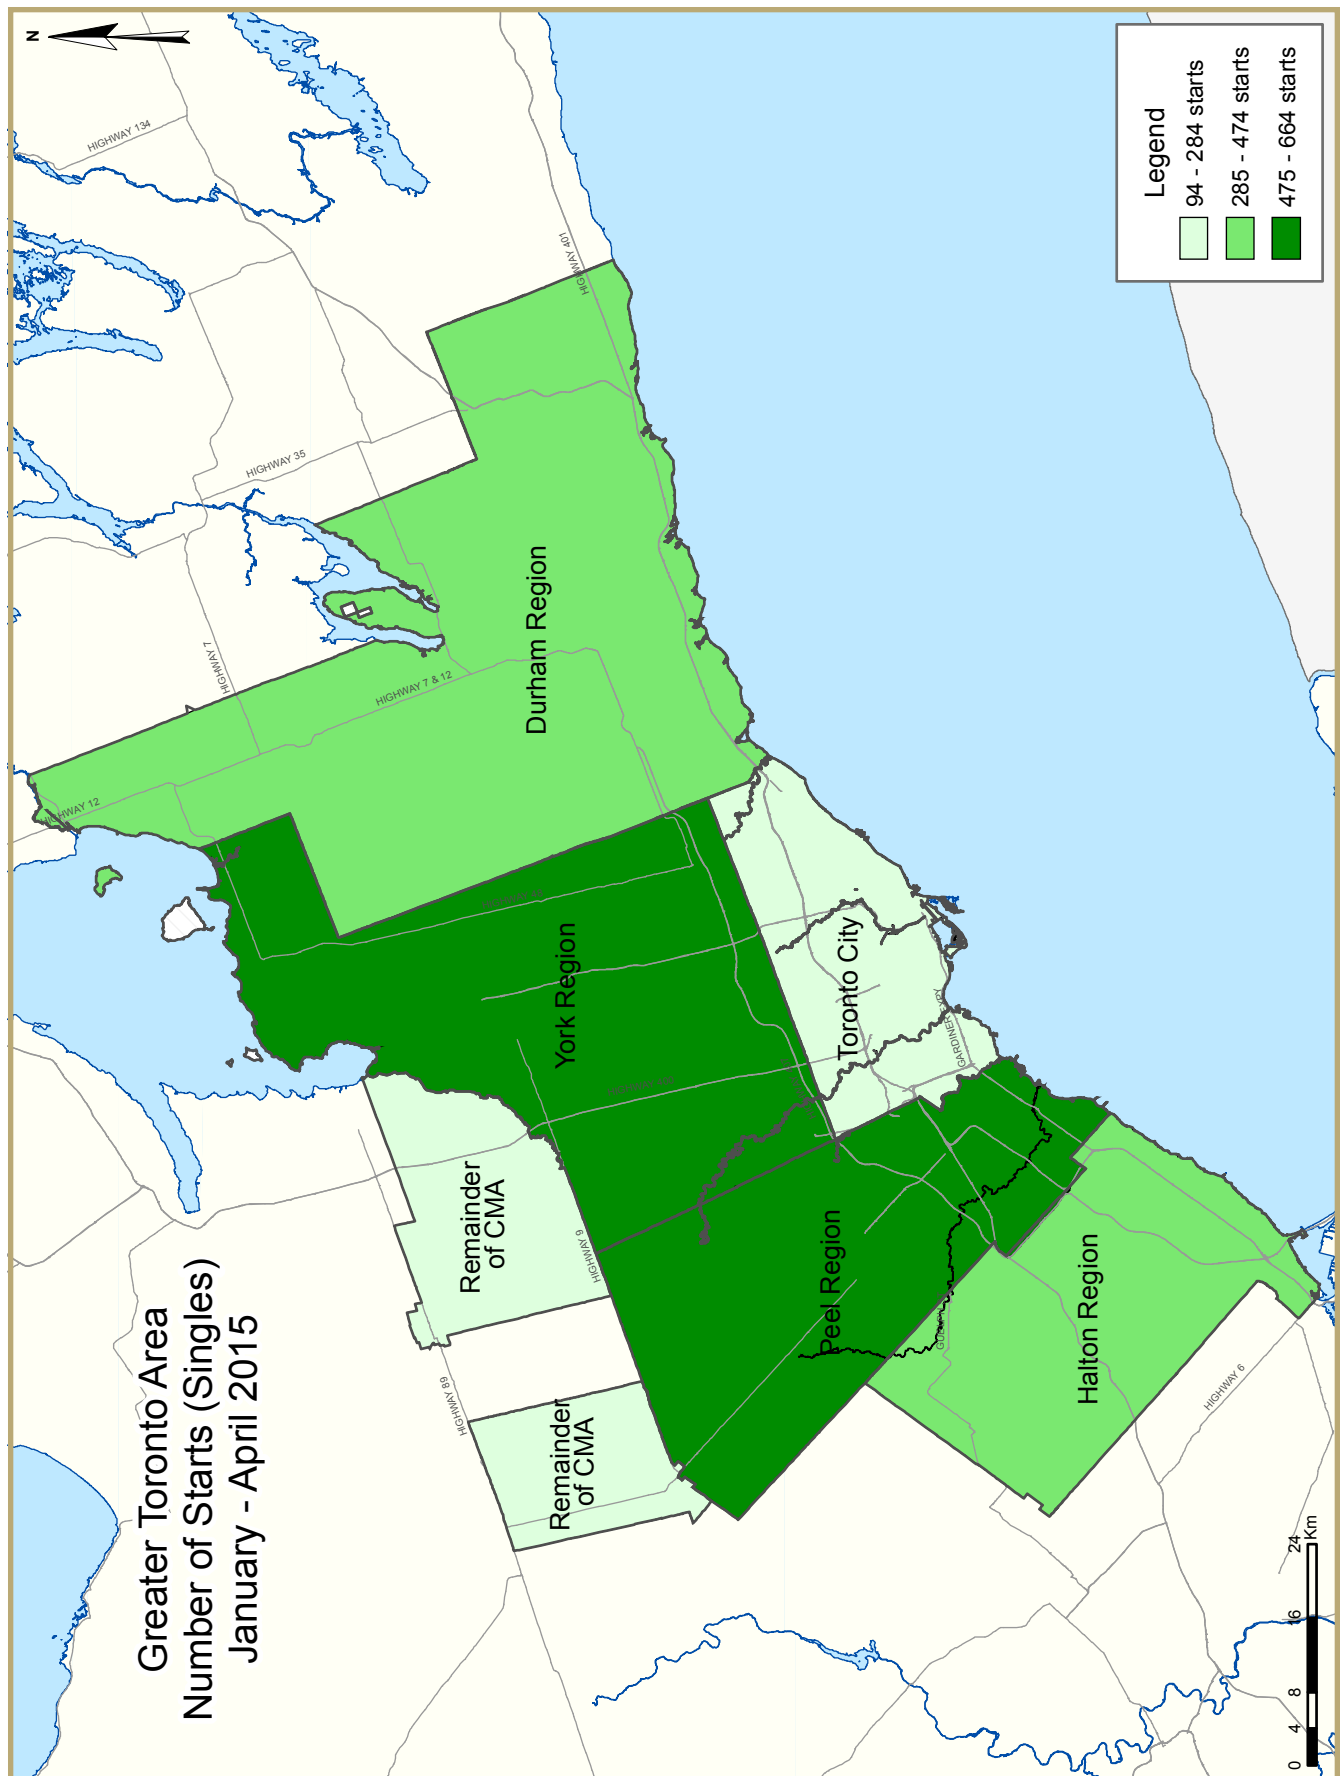 Greater Toronto Area
Number of Starts (Singles)
January - April 2015
N
HIGHWAY 134
HIGHWAY 35
HIGHWAY 7
HIGHWAY 12
HIGHWAY 7 & 12
HIGHWAY 401
Durham Region
York Region
Toronto City
GARDINER EXPY
Remainder
of CMA
HIGHWAY 9
HIGHWAY 89
Remainder
of CMA
Peel Region
Halton Region
HIGHWAY 6
Legend
94 - 284 starts
285 - 474 starts
475 - 664 starts
0 4 8 16 24
Km